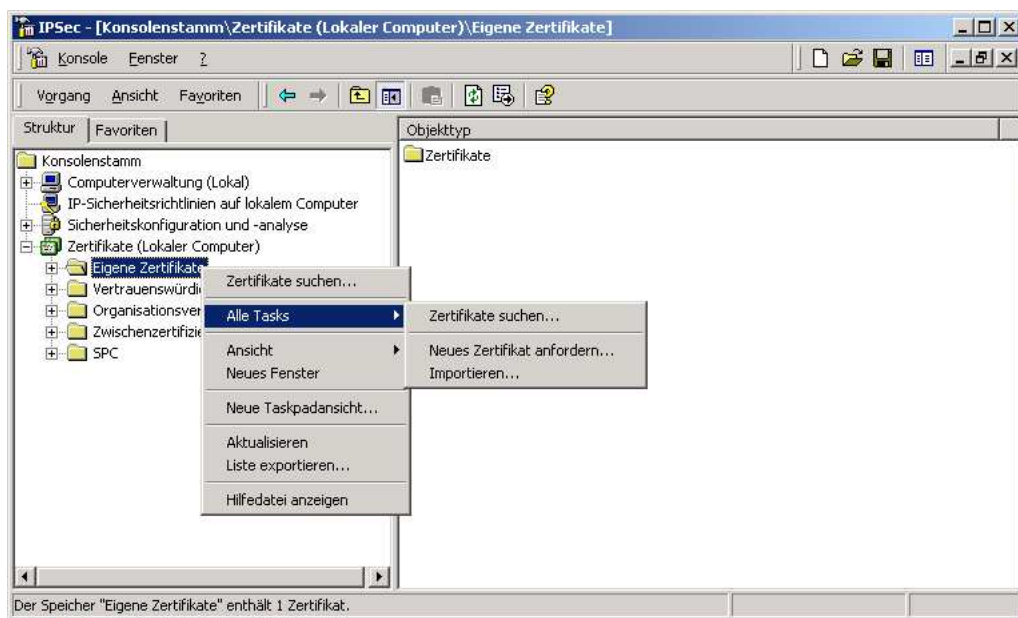 IPSec - [Konsolenstamm\Zertifikate (Lokaler Computer)\Eigene Zertifikate]
Konsole Fenster ?
Vorgang Ansicht Favoriten
Struktur Favoriten
Objekttyp
Konsolenstamm
Zertifikate
Computerverwaltung (Lokal)
IP-Sicherheitsrichtlinien auf lokalem Computer
Sicherheitskonfiguration und -analyse
Zertifikate (Lokaler Computer)
Eigene Zertifikate
Vertrauenswürdi
Organisationsver
Zwischenzertifizie
SPC
Zertifikate suchen...
Alle Tasks
Ansicht
Neues Fenster
Neue Taskpadansicht...
Aktualisieren
Liste exportieren...
Hilfedatei anzeigen
Zertifikate suchen...
Neues Zertifikat anfordern...
Importieren...
Der Speicher "Eigene Zertifikate" enthält 1 Zertifikat.